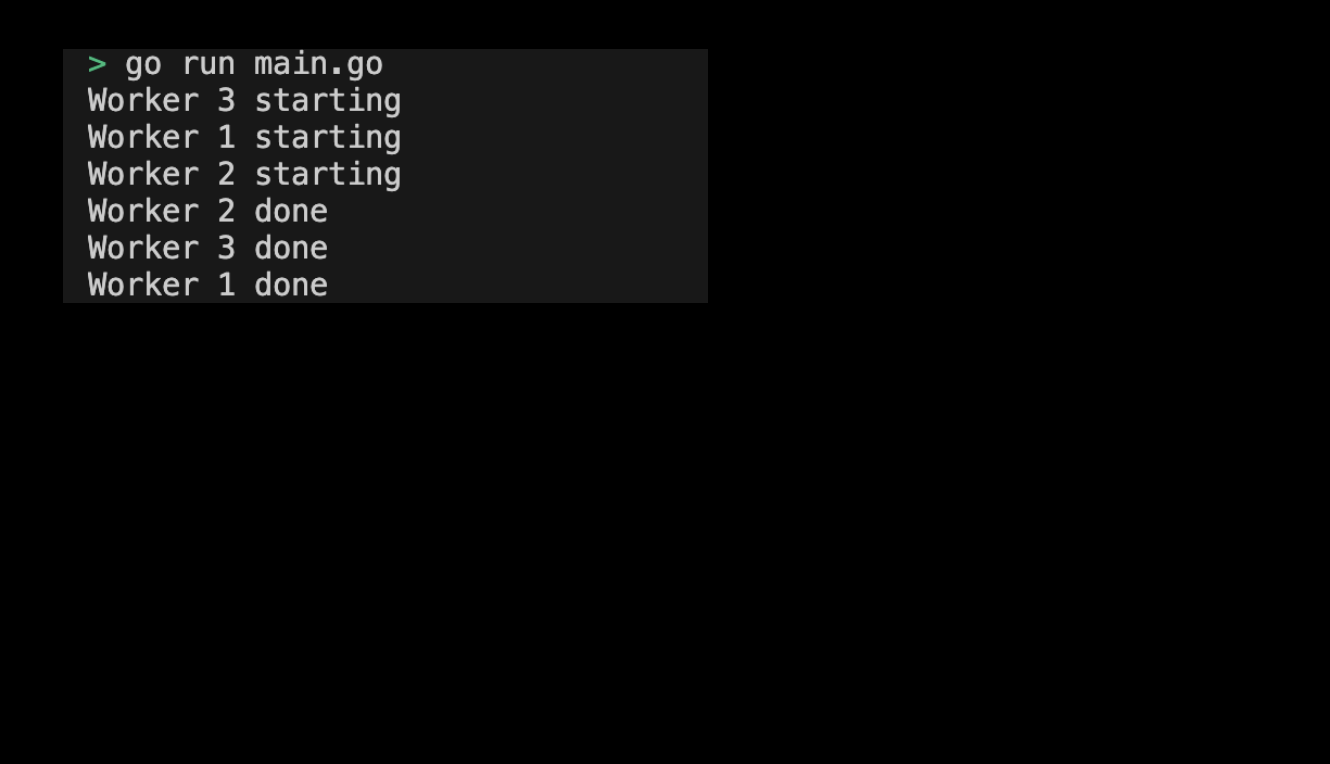 > go run main.go
Worker 3 starting
Worker 1 starting
Worker 2 starting
Worker 2 done
Worker 3 done
Worker 1 done